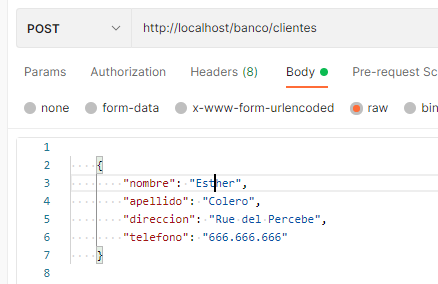 POST http://localhost/banco/clientes
Params Authorization Headers (8) Body Pre-request Sc
none form-data x-www-form-urlencoded raw bin
1
2 {
3 "nombre": "Esther",
4 "apellido": "Colero",
5 "direccion": "Rue del Percebe",
6 "telefono": "666.666.666"
7 }
8